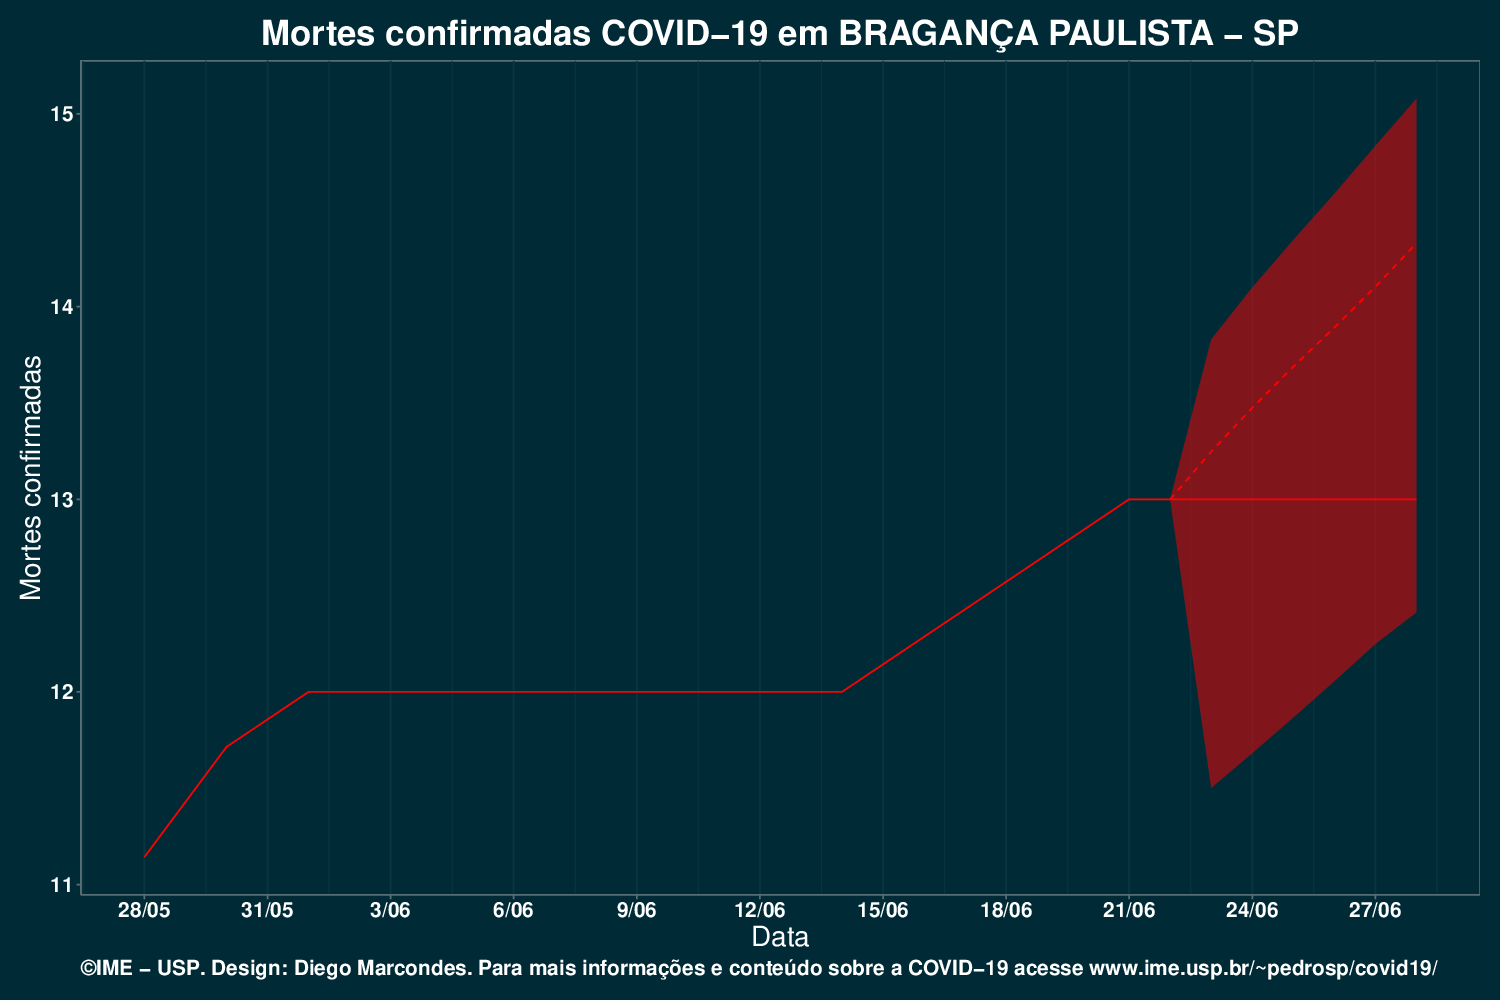 Mortes confirmadas COVID−19 em BRAGANÇA PAULISTA − SP
Mortes confirmadas
15
14
13
12
11
28/05 31/05 3/06 6/06 9/06 12/06 15/06 18/06 21/06 24/06 27/06
Data
©IME − USP. Design: Diego Marcondes. Para mais informações e conteúdo sobre a COVID−19 acesse www.ime.usp.br/~pedrosp/covid19/